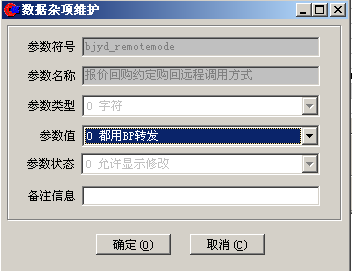 数据杂项维护
参数符号 bjyd_remotemode
参数名称 报价回购约定购回远程调用方式
参数类型 0 字符
参数值 0 都用BP转发
参数状态 0 允许显示修改
备注信息
确定(O) 取消(C)